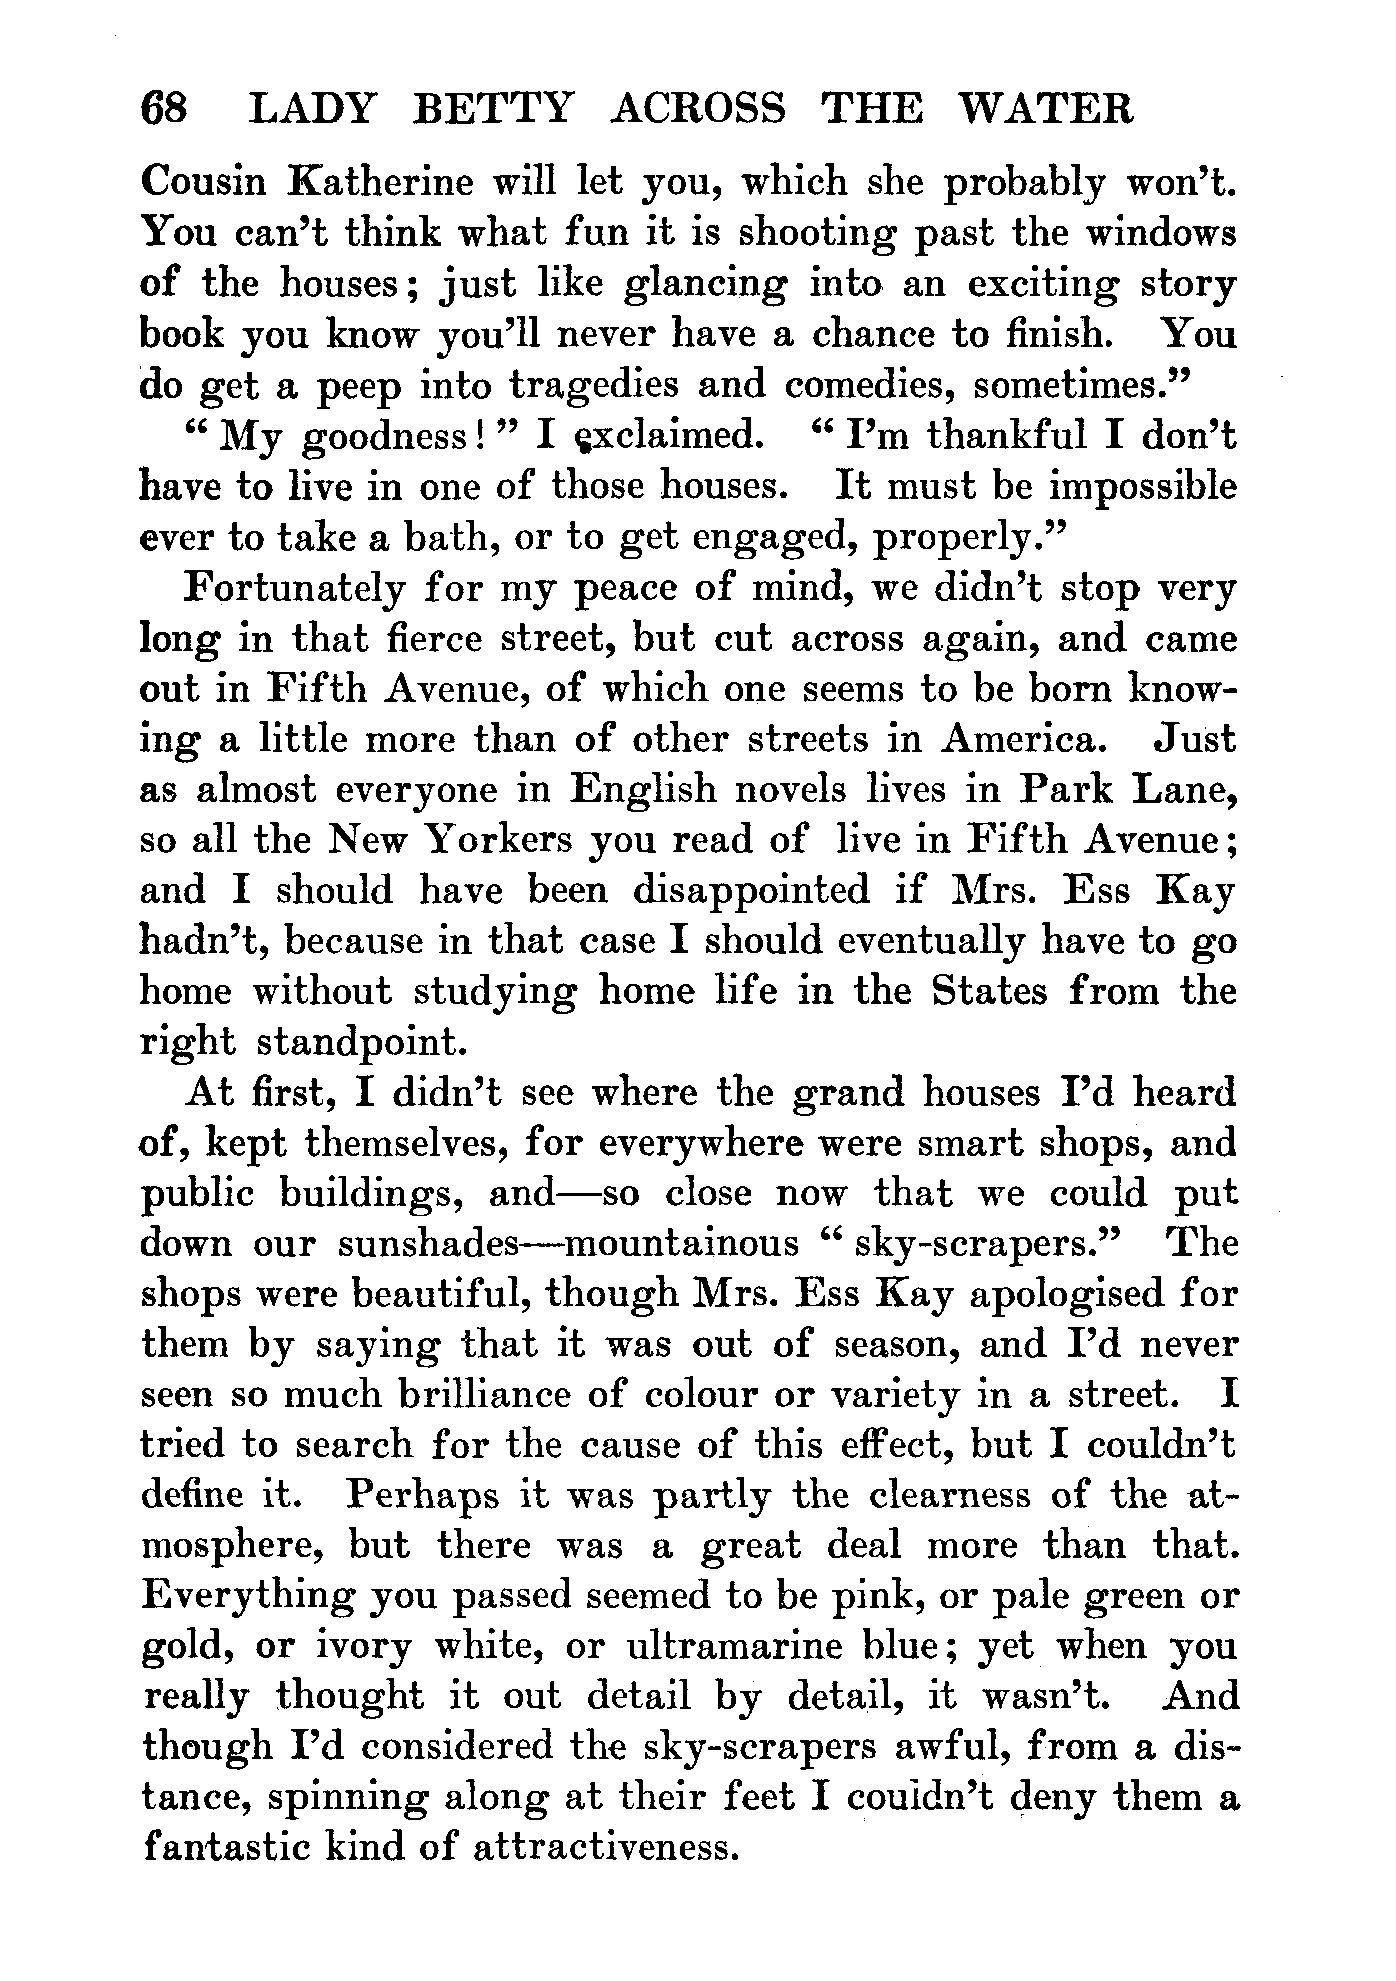 68 LADY BETTY ACROSS THE WATER
Cousin Katherine will let you, which she probably won't.
You can't think what fun it is shooting past the windows
of the houses; just like glancing into an exciting story
book you know you'll never have a chance to finish. You
do get a peep into tragedies and comedies, sometimes."
"My goodness!" I exclaimed. "I'm thankful I don't
have to live in one of those houses. It must be impossible
ever to take a bath, or to get engaged, properly."
Fortunately for my peace of mind, we didn't stop very
long in that fierce street, but cut across again, and came
out in Fifth Avenue, of which one seems to be born know-
ing a little more than of other streets in America. Just
as almost everyone in English novels lives in Park Lane,
so all the New Yorkers you read of live in Fifth Avenue;
and I should have been disappointed if Mrs. Ess Kay
hadn't, because in that case I should eventually have to go
home without studying home life in the States from the
right standpoint.
At first, I didn't see where the grand houses I'd heard
of, kept themselves, for everywhere were smart shops, and
public buildings, and—so close now that we could put
down our sunshades—mountainous "sky-scrapers." The
shops were beautiful, though Mrs. Ess Kay apologised for
them by saying that it was out of season, and I'd never
seen so much brilliance of colour or variety in a street. I
tried to search for the cause of this effect, but I couldn't
define it. Perhaps it was partly the clearness of the at-
mosphere, but there was a great deal more than that.
Everything you passed seemed to be pink, or pale green or
gold, or ivory white, or ultramarine blue; yet when you
really thought it out detail by detail, it wasn't. And
though I'd considered the sky-scrapers awful, from a dis-
tance, spinning along at their feet I couldn't deny them a
fantastic kind of attractiveness.